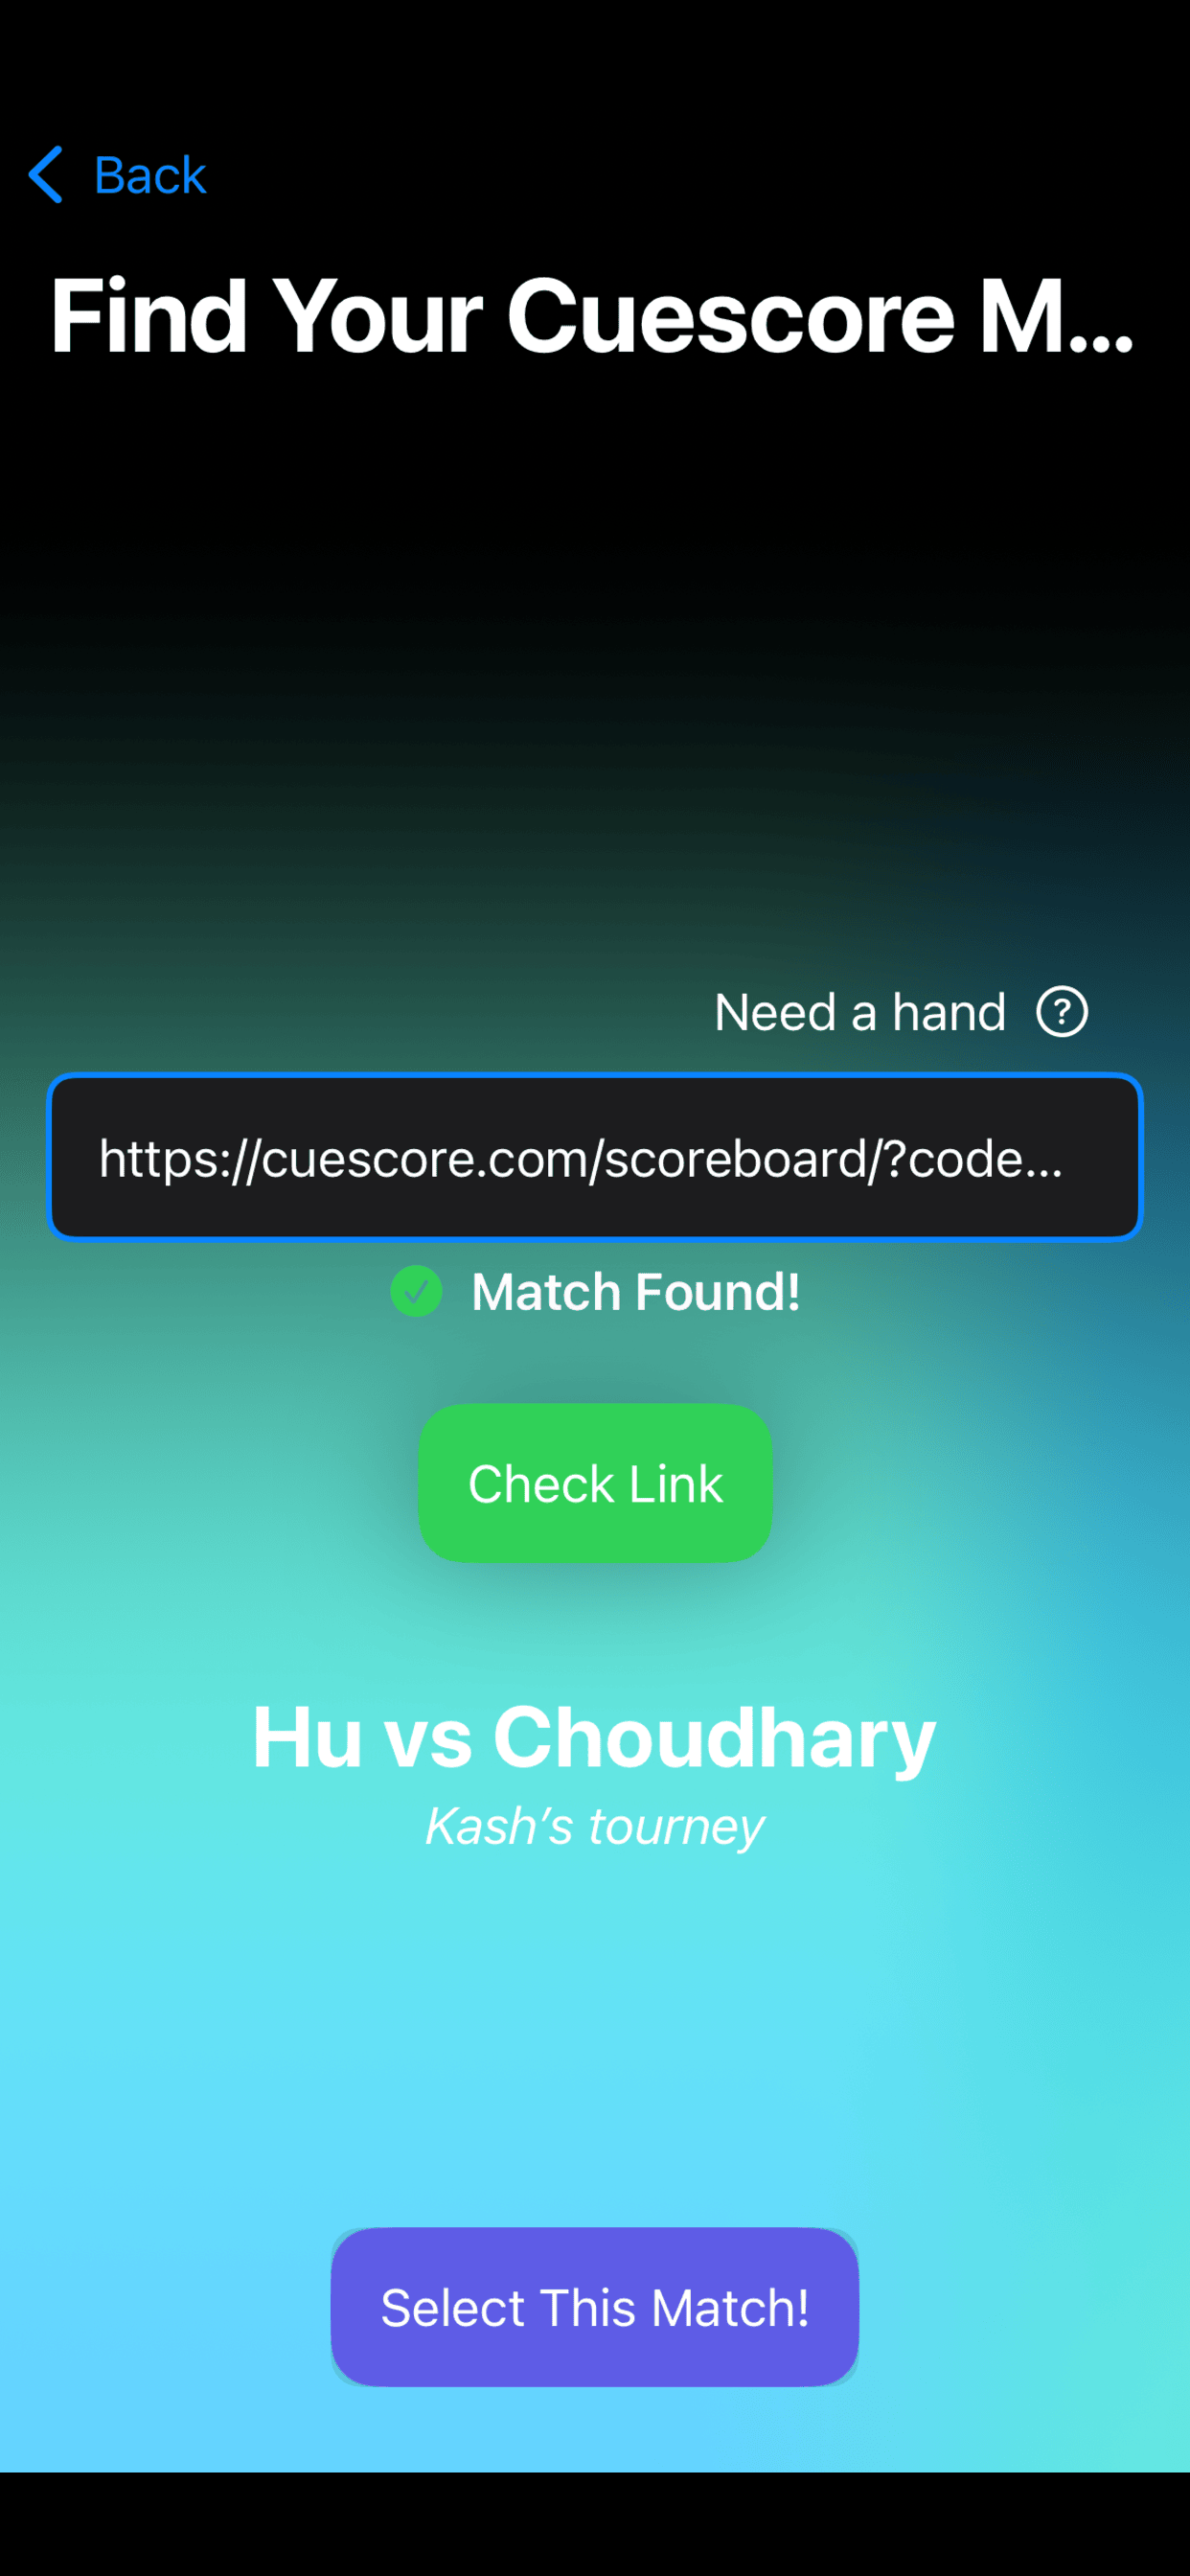 Back
Find Your Cuescore M...
Need a hand ?
https://cuescore.com/scoreboard/?code...
Match Found!
Check Link
Hu vs Choudhary
Kash's tourney
Select This Match!